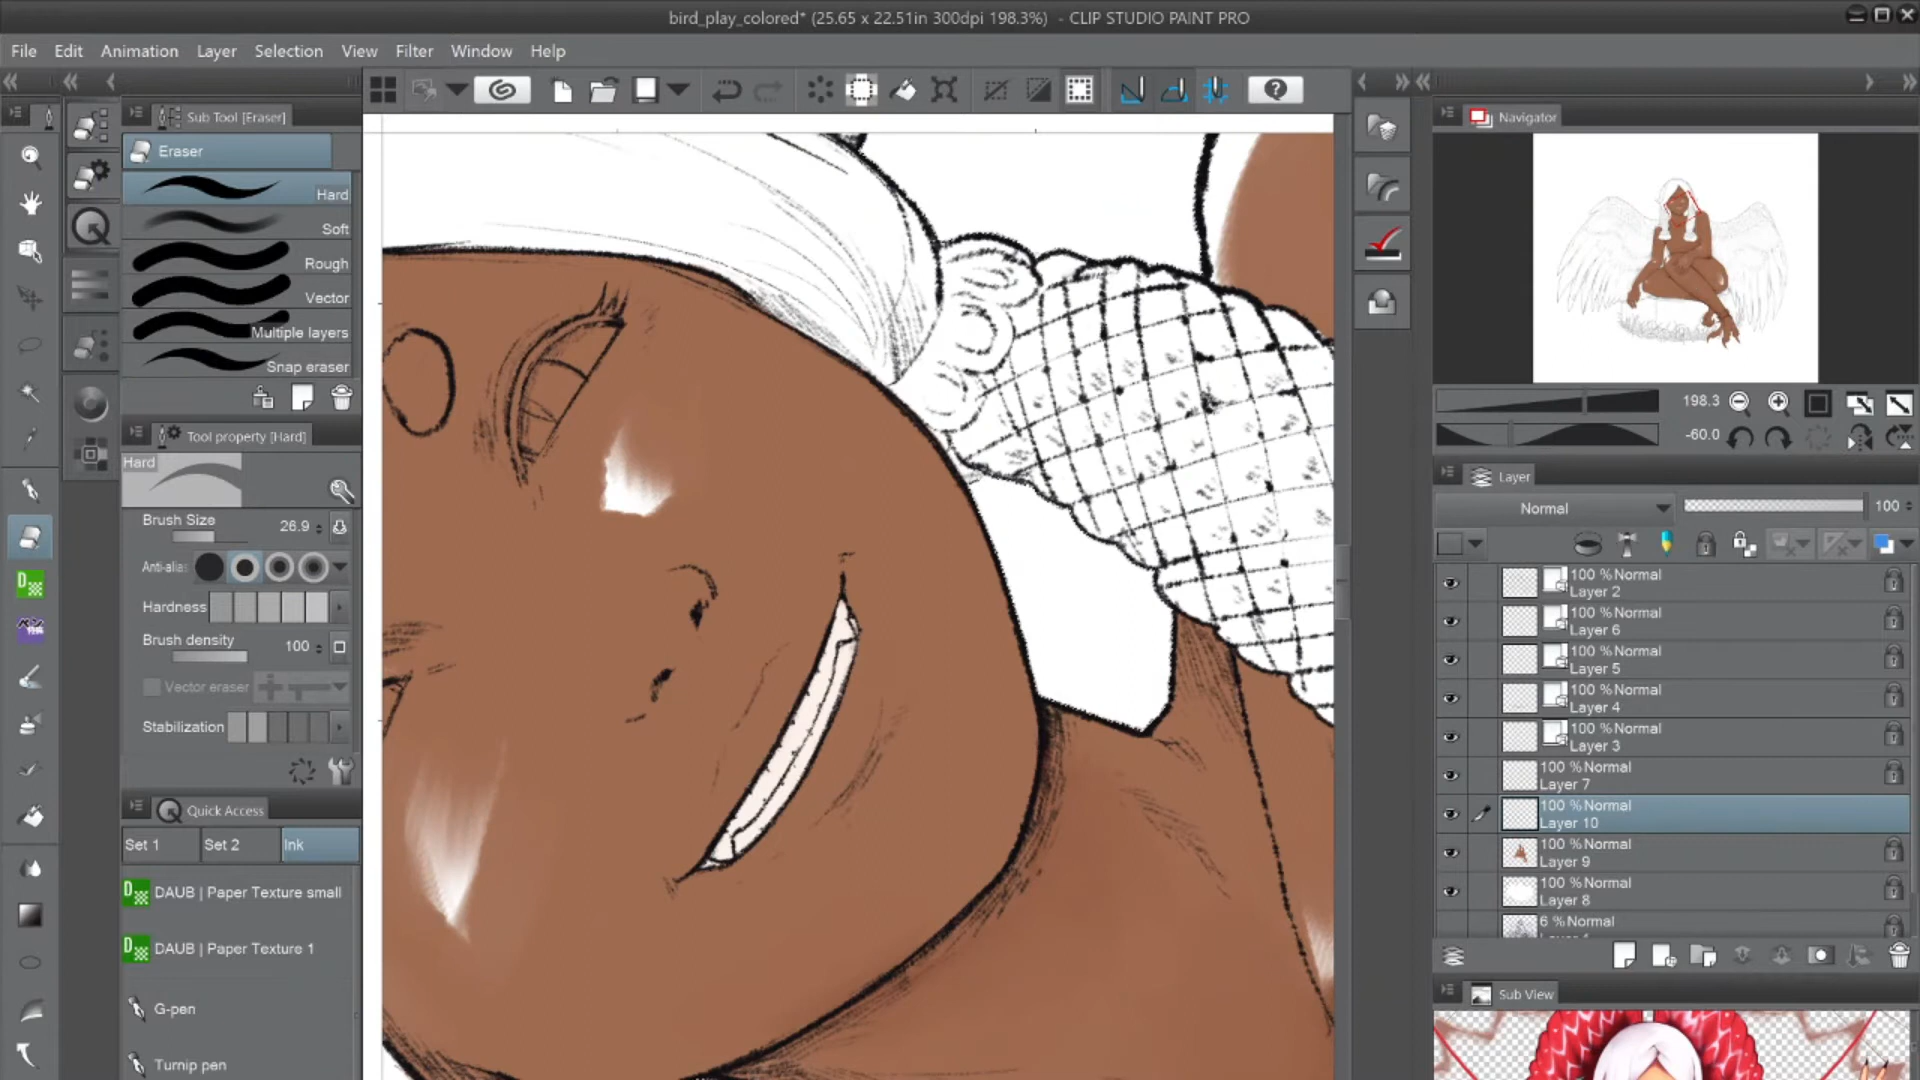 bird_play_colored* (25.65 x 22.51in 300dpi 198.3%) - CLIP STUDIO PAINT PRO
File Edit Animation Layer Selection View Filter Window Help
Sub Tool [Eraser]
Eraser
Hard
Soft
Rough
Vector
Multiple layers
Snap eraser
Tool property [Hard]
Hard
Brush Size 26.9
Anti-alias
Hardness
Brush density 100
Vector eraser
Stabilization
Quick Access
Set 1 Set 2 Ink
DAUB | Paper Texture small
DAUB | Paper Texture 1
G-pen
Turnip pen
Navigator
198.3
-60.0
Layer
Normal 100
100 % Normal
Layer 2
100 % Normal
Layer 6
100 % Normal
Layer 5
100 % Normal
Layer 4
100 % Normal
Layer 3
100 % Normal
Layer 7
100 % Normal
Layer 10
100 % Normal
Layer 9
100 % Normal
Layer 8
6 % Normal
Sub View